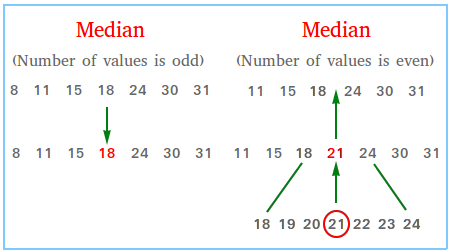 Median
(Number of values is odd)
8 11 15 18 24 30 31
8 11 15 18 24 30 31
Median
(Number of values is even)
11 15 18 24 30 31
11 15 18 21 24 30 31
18 19 20 21 22 23 24